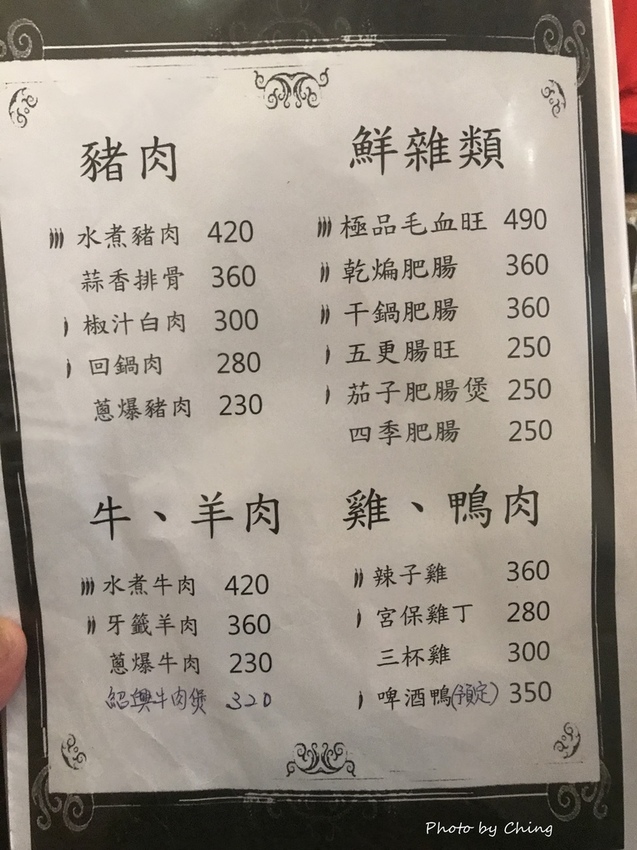 豬肉
水煮豬肉 420
蒜香排骨 360
椒汁白肉 300
回鍋肉 280
蔥爆豬肉 230
鮮雜類
極品毛血旺 490
乾煸肥腸 360
干鍋肥腸 360
五更腸旺 250
茄子肥腸煲 250
四季肥腸 250
牛、羊肉
水煮牛肉 420
牙籤羊肉 360
蔥爆牛肉 230
紹興牛肉煲 320
雞、鴨肉
辣子雞 360
宮保雞丁 280
三杯雞 300
啤酒鴨(預定) 350
Photo by Ching